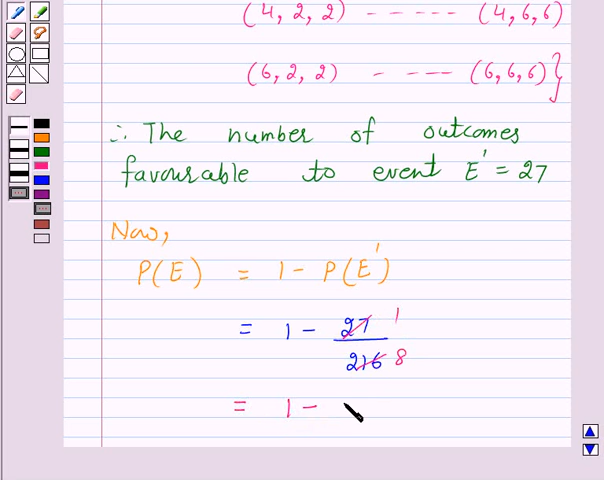 (4, 2, 2) - - - - - - (4, 6, 6)
(6, 2, 2) - - - - - (6, 6, 6)}
∴ The number of outcomes
favourable to event E' = 27
Now,
P(E) = 1 - P(E')
= 1 - 27/216 1 8
= 1 -